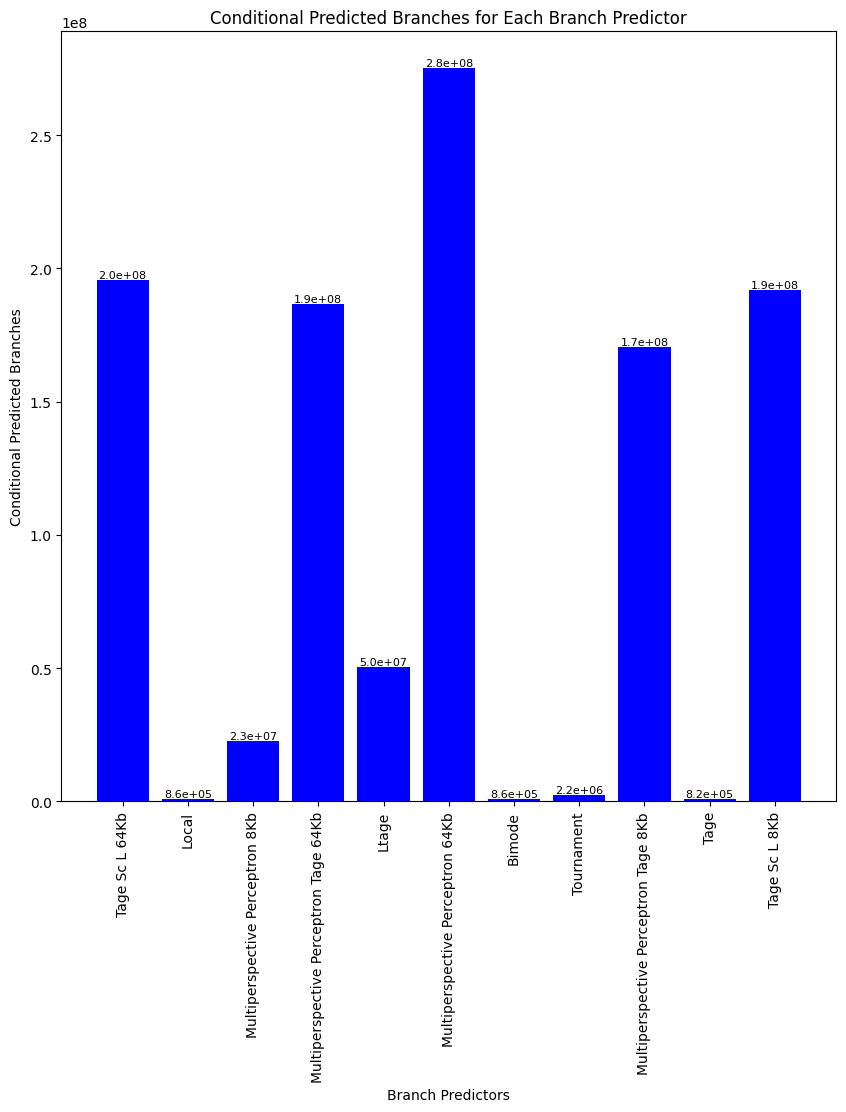 Conditional Predicted Branches for Each Branch Predictor
1e8
2.5
2.0
1.5
1.0
0.5
0.0
Conditional Predicted Branches
2.0e+08
8.6e+05
2.3e+07
1.9e+08
5.0e+07
2.8e+08
8.6e+05
2.2e+06
1.7e+08
8.2e+05
1.9e+08
Tage Sc L 64Kb
Local
Multiperspective Perceptron 8Kb
Multiperspective Perceptron Tage 64Kb
Ltage
Multiperspective Perceptron 64Kb
Bimode
Tournament
Multiperspective Perceptron Tage 8Kb
Tage
Tage Sc L 8Kb
Branch Predictors